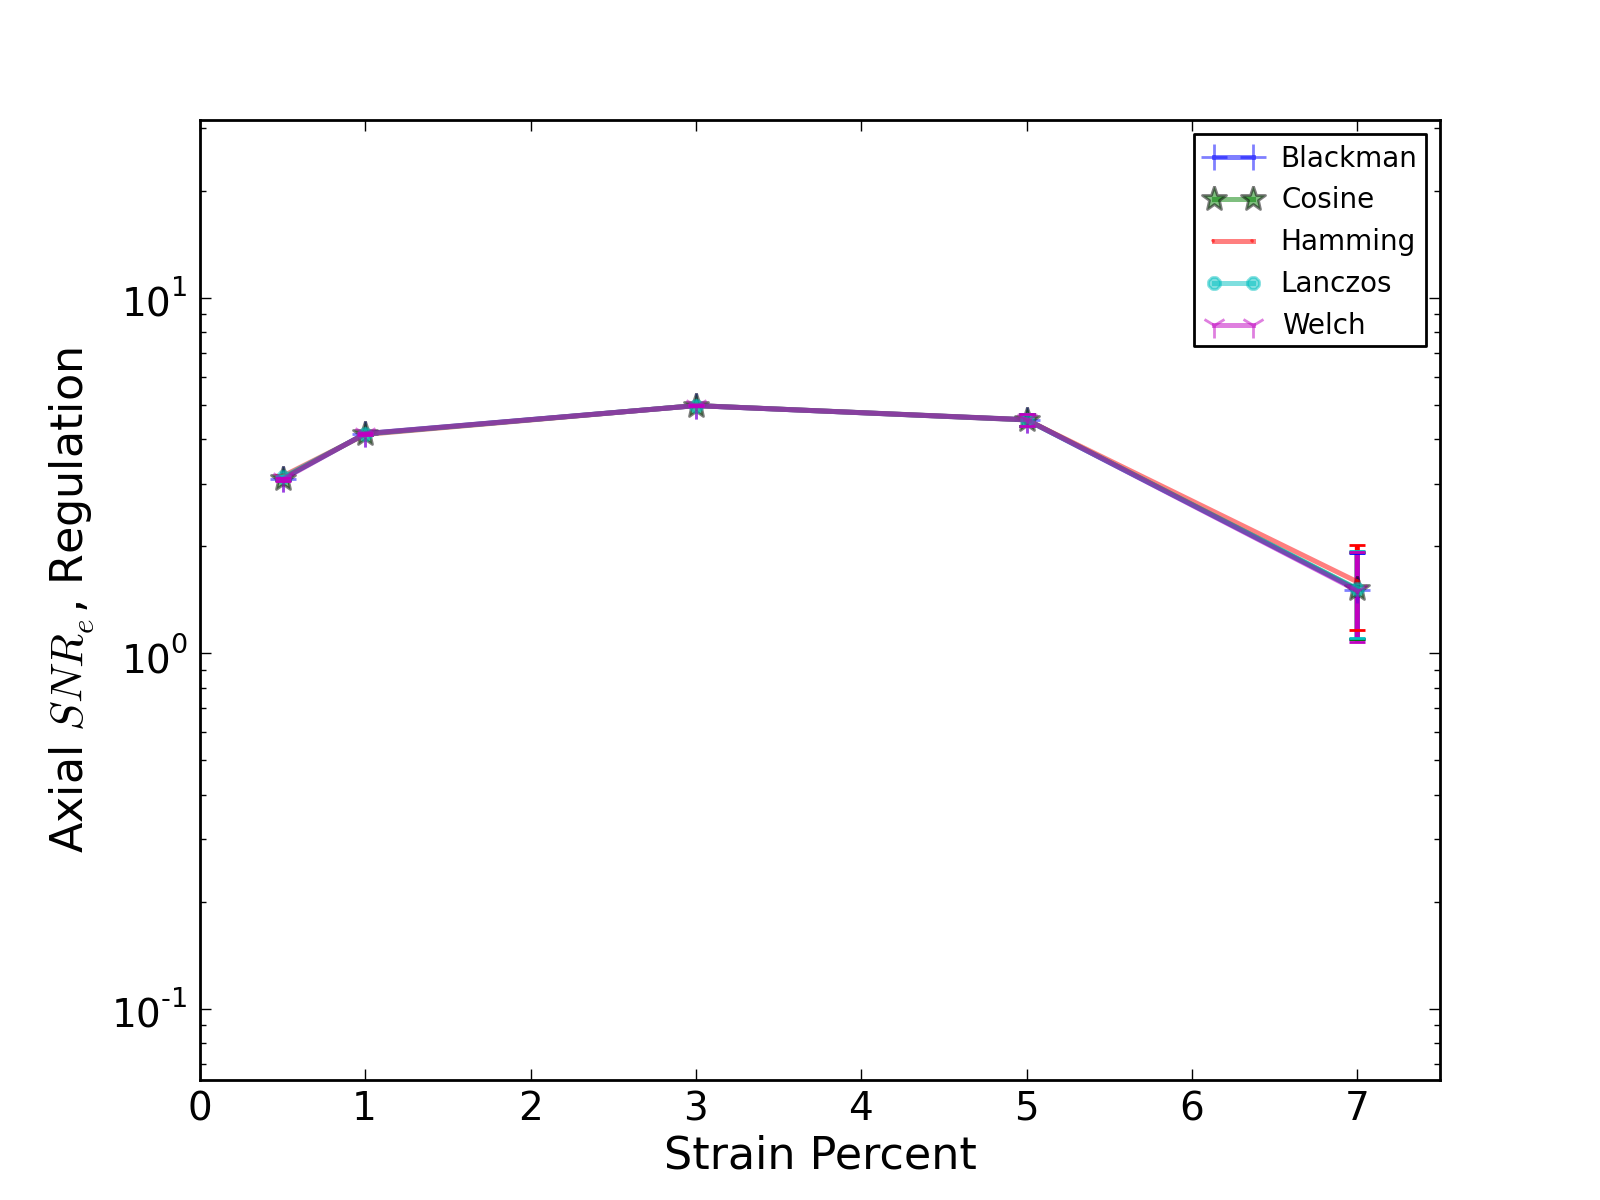 Blackman
Cosine
Hamming
Lanczos
Welch
10^1
10^0
10^-1
Axial SNR_e, Regulation
0 1 2 3 4 5 6 7
Strain Percent